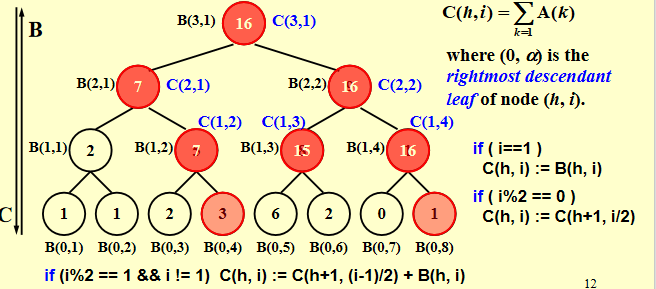 B(3,1) 16 C(3,1)
C(h,i) = ∑ A(k)
k=1
B
where (0, α) is the
rightmost descendant
leaf of node (h, i).
B(2,1) 7 C(2,1) B(2,2) 16 C(2,2)
C(1,2) C(1,3) C(1,4)
B(1,1) 2 B(1,2) 7 B(1,3) 15 B(1,4) 16
if ( i==1 )
C(h, i) := B(h, i)
if ( i%2 == 0 )
C(h, i) := C(h+1, i/2)
C 1 1 2 3 6 2 0 1
B(0,1) B(0,2) B(0,3) B(0,4) B(0,5) B(0,6) B(0,7) B(0,8)
if (i%2 == 1 && i != 1) C(h, i) := C(h+1, (i-1)/2) + B(h, i)
12